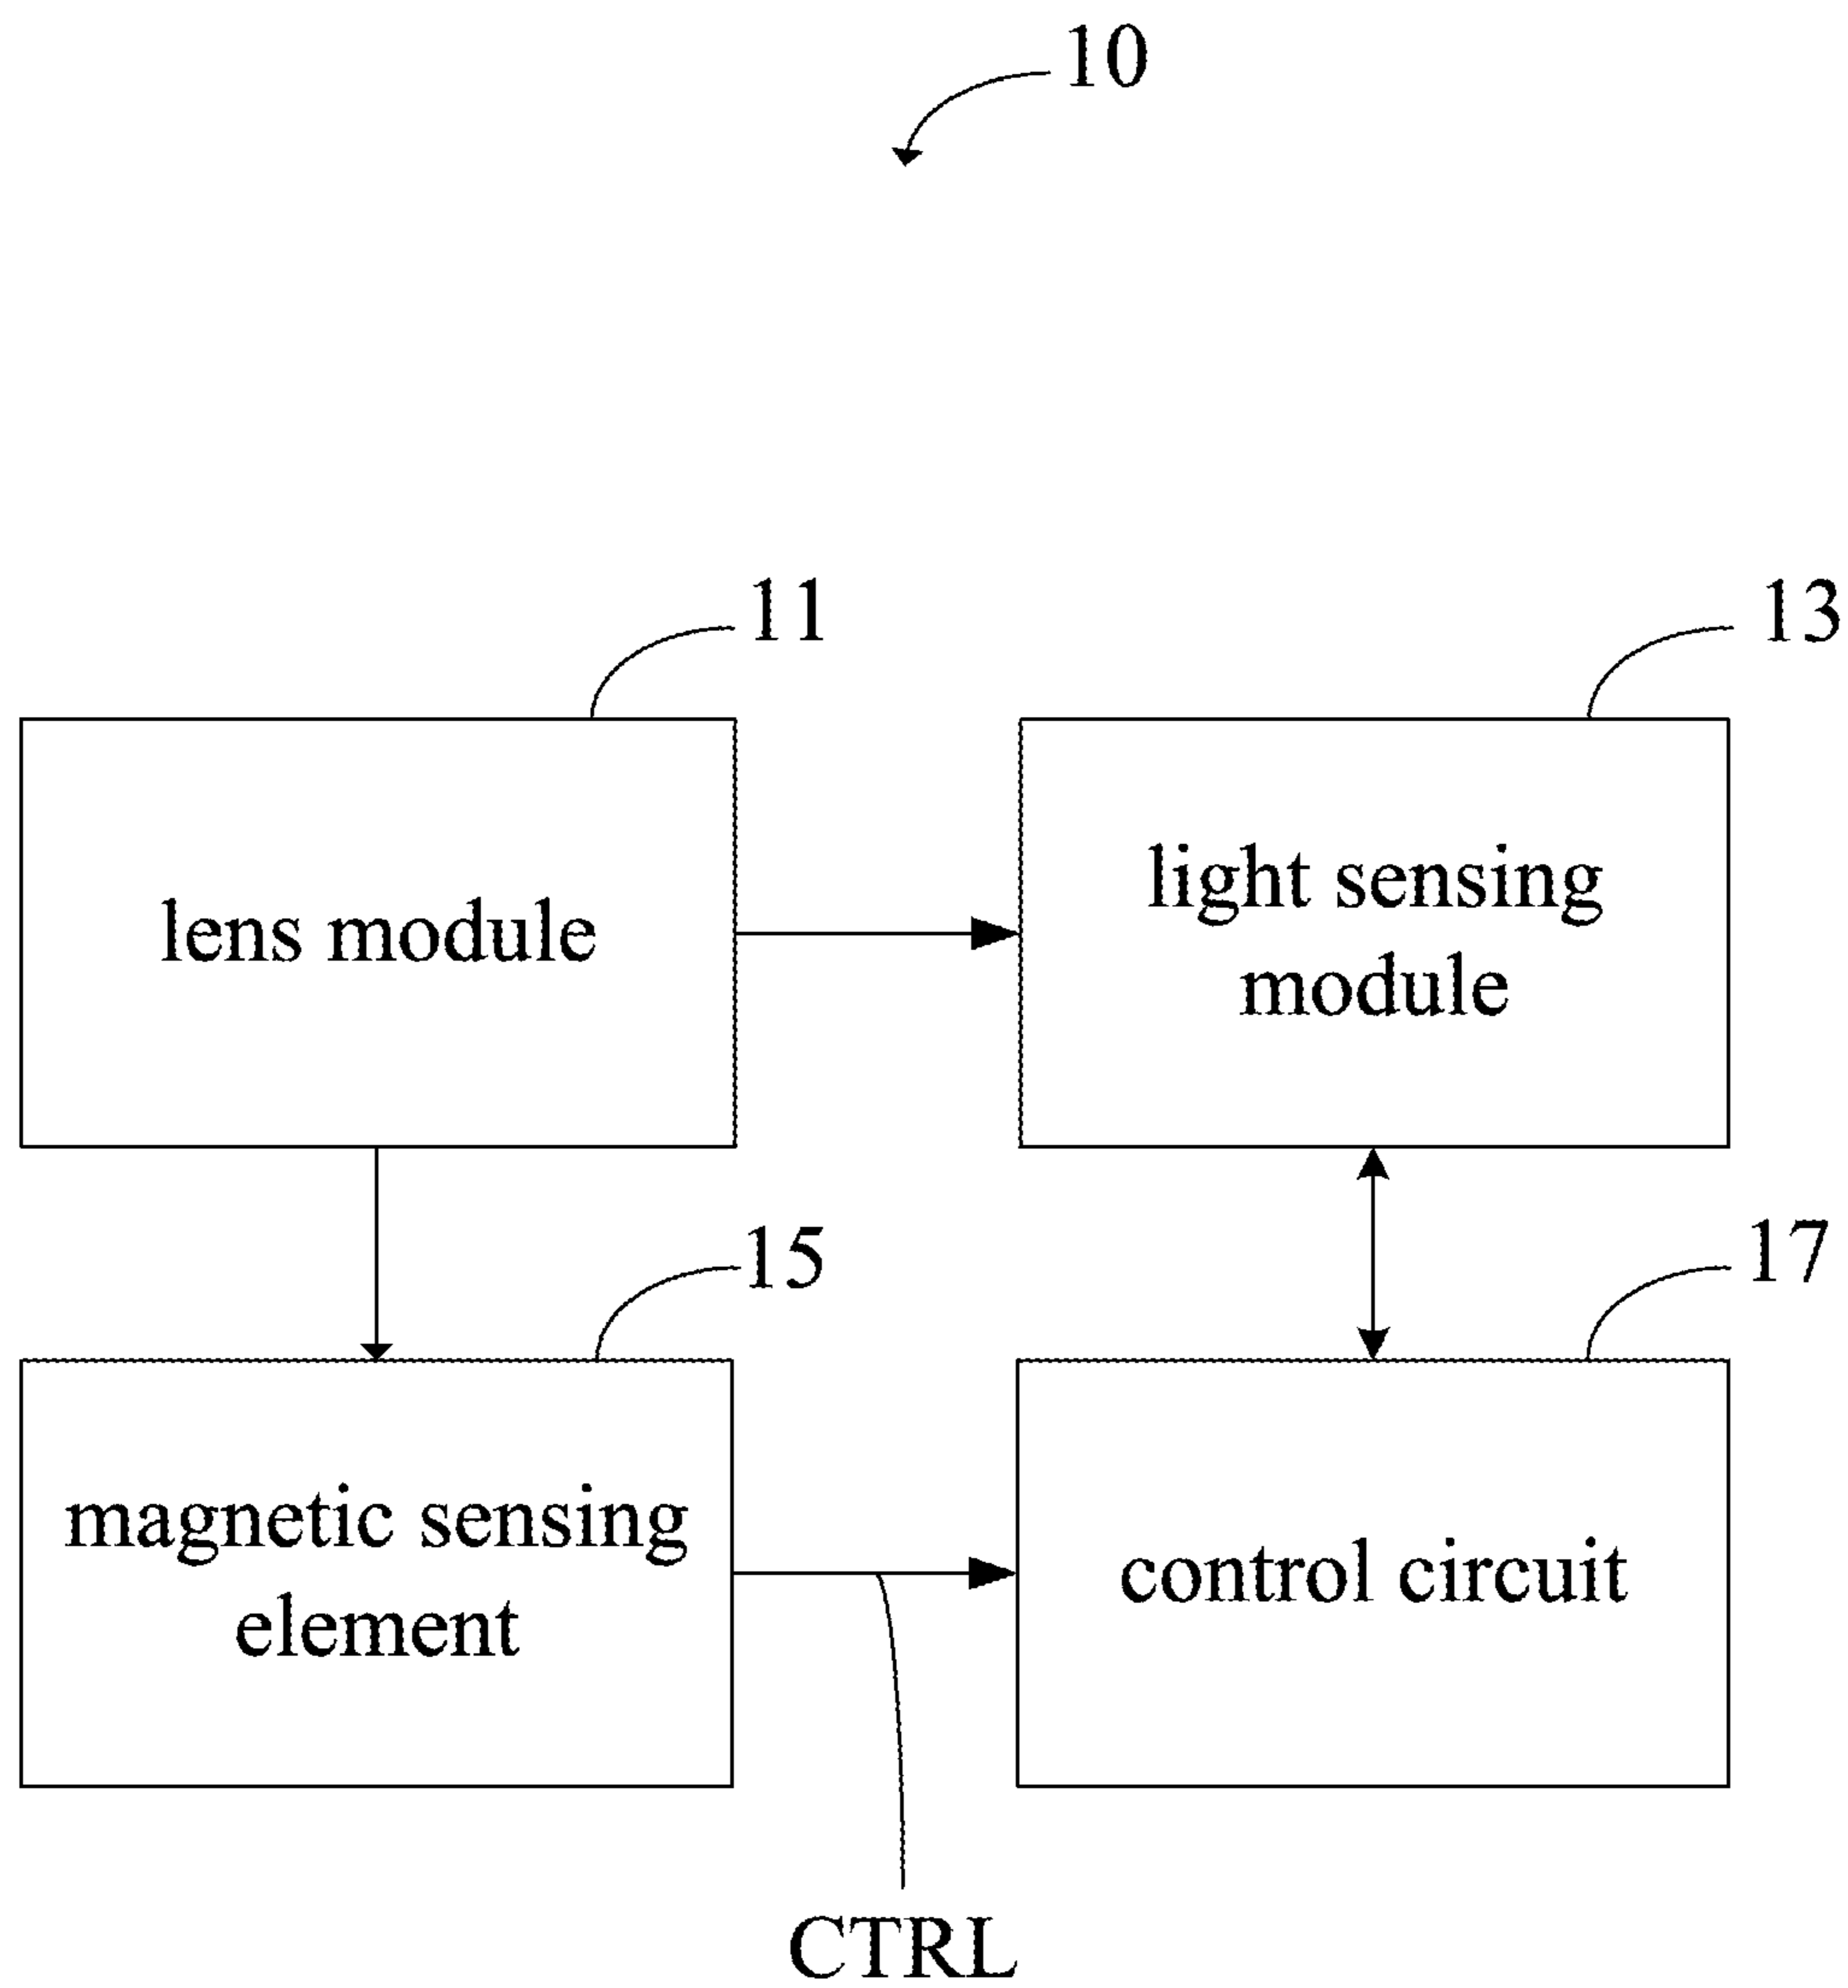 10
11
13
lens module
light sensing
module
15
17
magnetic sensing
element
control circuit
CTRL